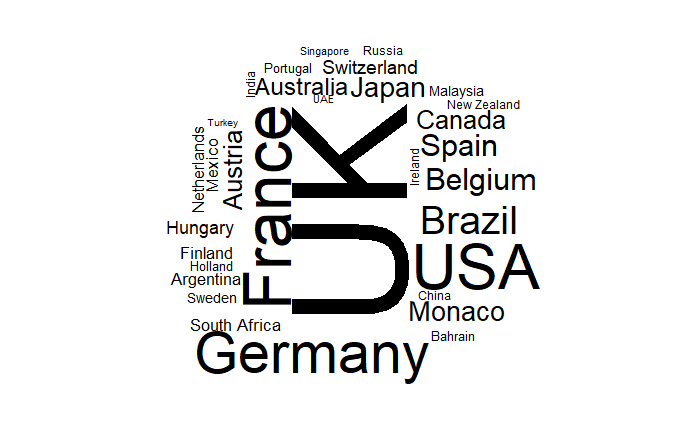 Singapore
Russia
Portugal
Switzerland
India
Australia
Japan
UAE
Malaysia
New Zealand
Turkey
Canada
Netherlands
Mexico
Austria
France
UK
Ireland
Spain
Belgium
Hungary
Brazil
Finland
Holland
Argentina
USA
Sweden
China
Monaco
South Africa
Bahrain
Germany